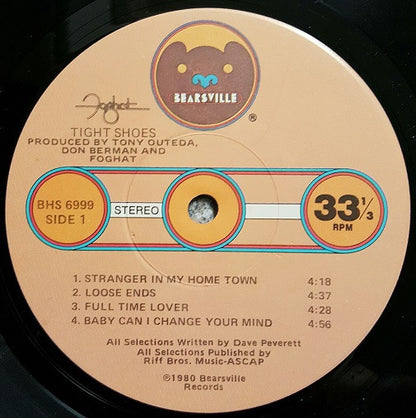 BEARSVILLE
®
Foghat
TIGHT SHOES
PRODUCED BY TONY OUTEDA,
DON BERMAN AND
FOGHAT
BHS 6999
SIDE 1
STEREO
33 1/3
RPM
1. STRANGER IN MY HOME TOWN 4:18
2. LOOSE ENDS 4:37
3. FULL TIME LOVER 4:28
4. BABY CAN I CHANGE YOUR MIND 4:56
All Selections Written by Dave Peverett
All Selections Published by
Riff Bros. Music-ASCAP
℗1980 Bearsville
Records